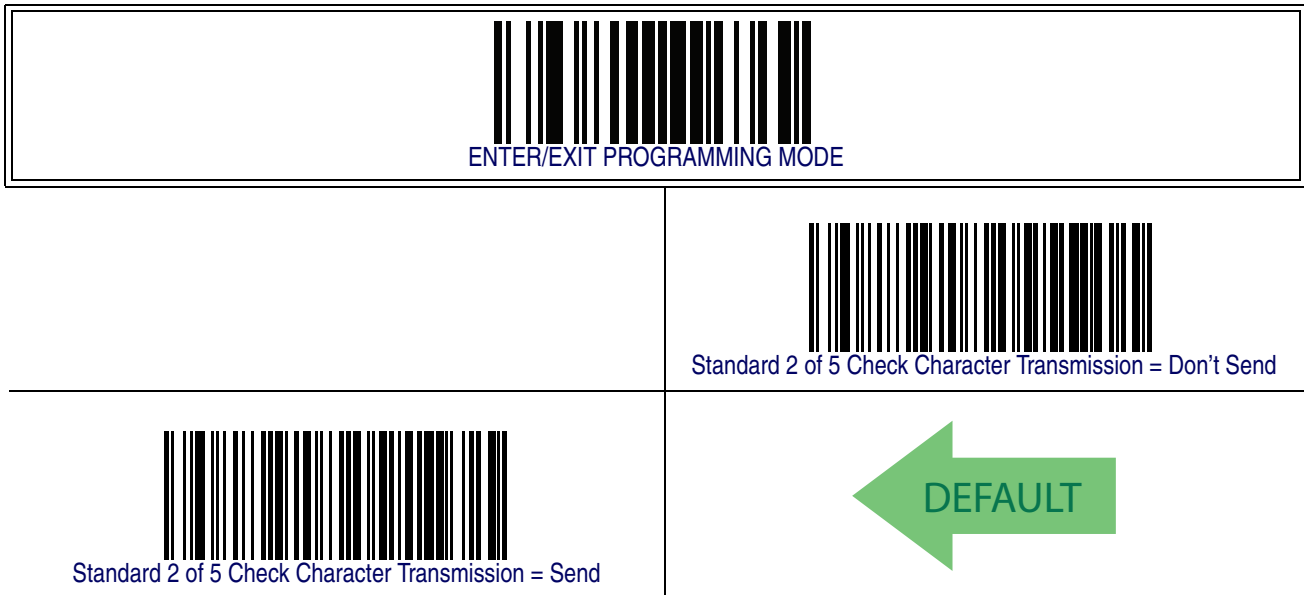 ENTER/EXIT PROGRAMMING MODE
Standard 2 of 5 Check Character Transmission = Don't Send
Standard 2 of 5 Check Character Transmission = Send
DEFAULT